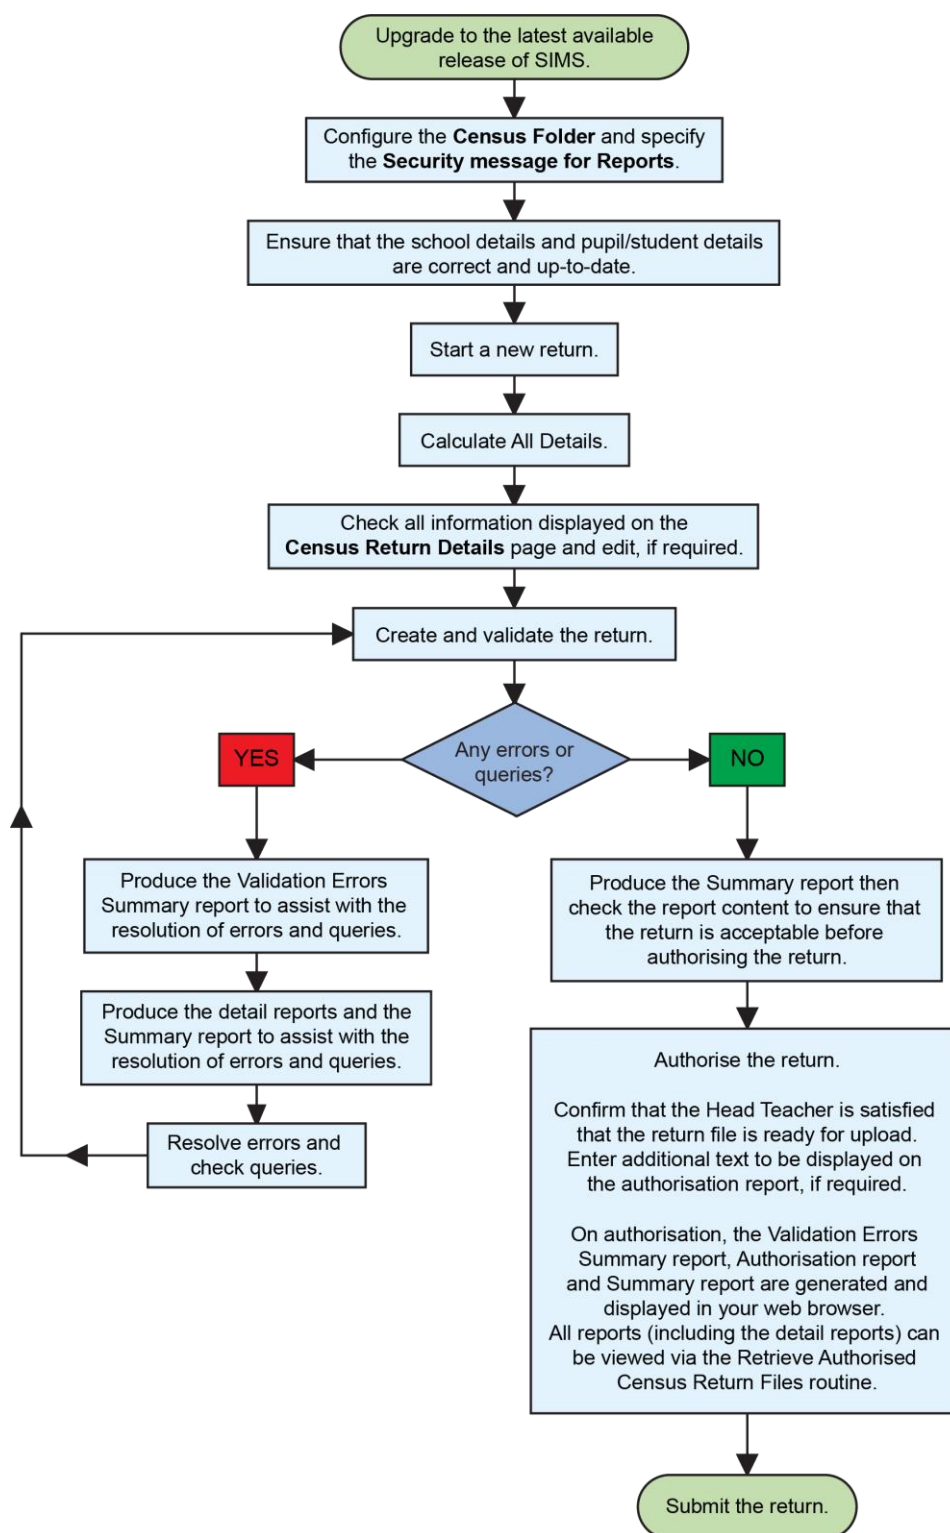 Upgrade to the latest available
release of SIMS.
Configure the Census Folder and specify
the Security message for Reports.
Ensure that the school details and pupil/student details
are correct and up-to-date.
Start a new return.
Calculate All Details.
Check all information displayed on the
Census Return Details page and edit, if required.
Create and validate the return.
Any errors or
queries?
YES
NO
Produce the Validation Errors
Summary report to assist with the
resolution of errors and queries.
Produce the detail reports and the
Summary report to assist with the
resolution of errors and queries.
Resolve errors and
check queries.
Produce the Summary report then
check the report content to ensure that
the return is acceptable before
authorising the return.
Authorise the return.
Confirm that the Head Teacher is satisfied
that the return file is ready for upload.
Enter additional text to be displayed on
the authorisation report, if required.
On authorisation, the Validation Errors
Summary report, Authorisation report
and Summary report are generated and
displayed in your web browser.
All reports (including the detail reports) can
be viewed via the Retrieve Authorised
Census Return Files routine.
Submit the return.